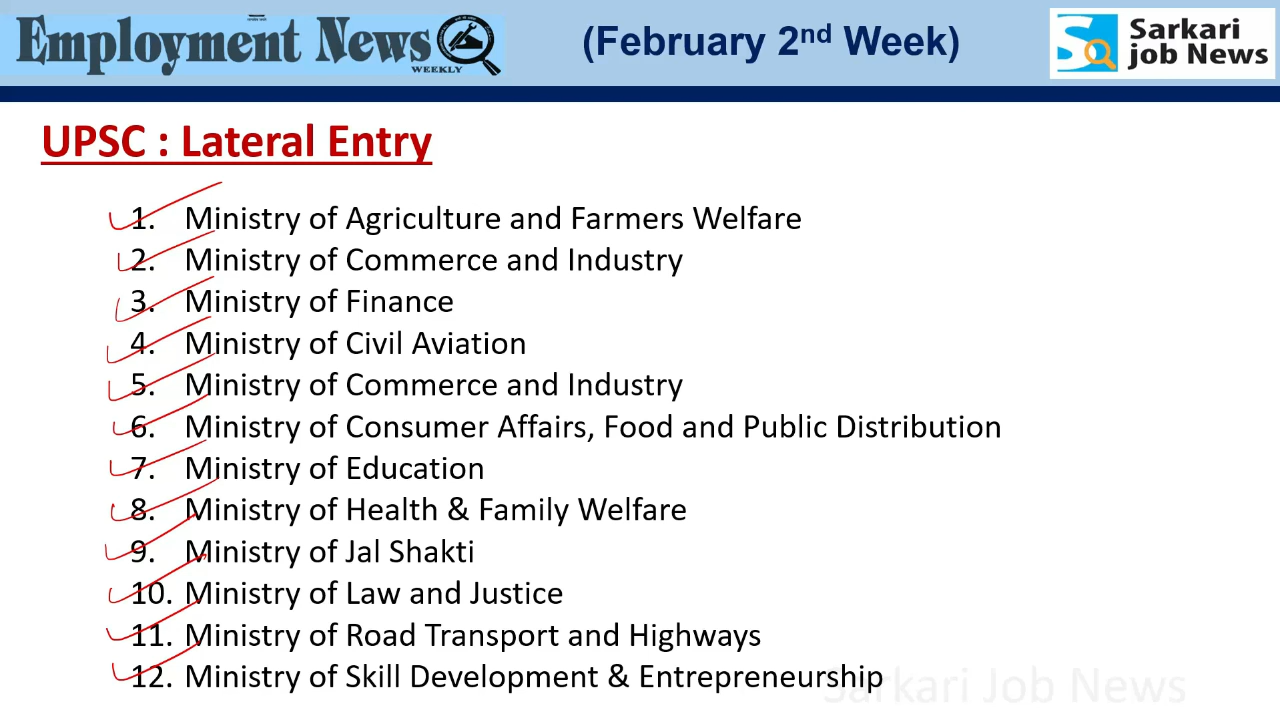 Employment News
WEEKLY
(February 2nd Week)
Sarkari
Job News
UPSC : Lateral Entry
1. Ministry of Agriculture and Farmers Welfare
2. Ministry of Commerce and Industry
3. Ministry of Finance
4. Ministry of Civil Aviation
5. Ministry of Commerce and Industry
6. Ministry of Consumer Affairs, Food and Public Distribution
7. Ministry of Education
8. Ministry of Health & Family Welfare
9. Ministry of Jal Shakti
10. Ministry of Law and Justice
11. Ministry of Road Transport and Highways
12. Ministry of Skill Development & Entrepreneurship
Sarkari Job News